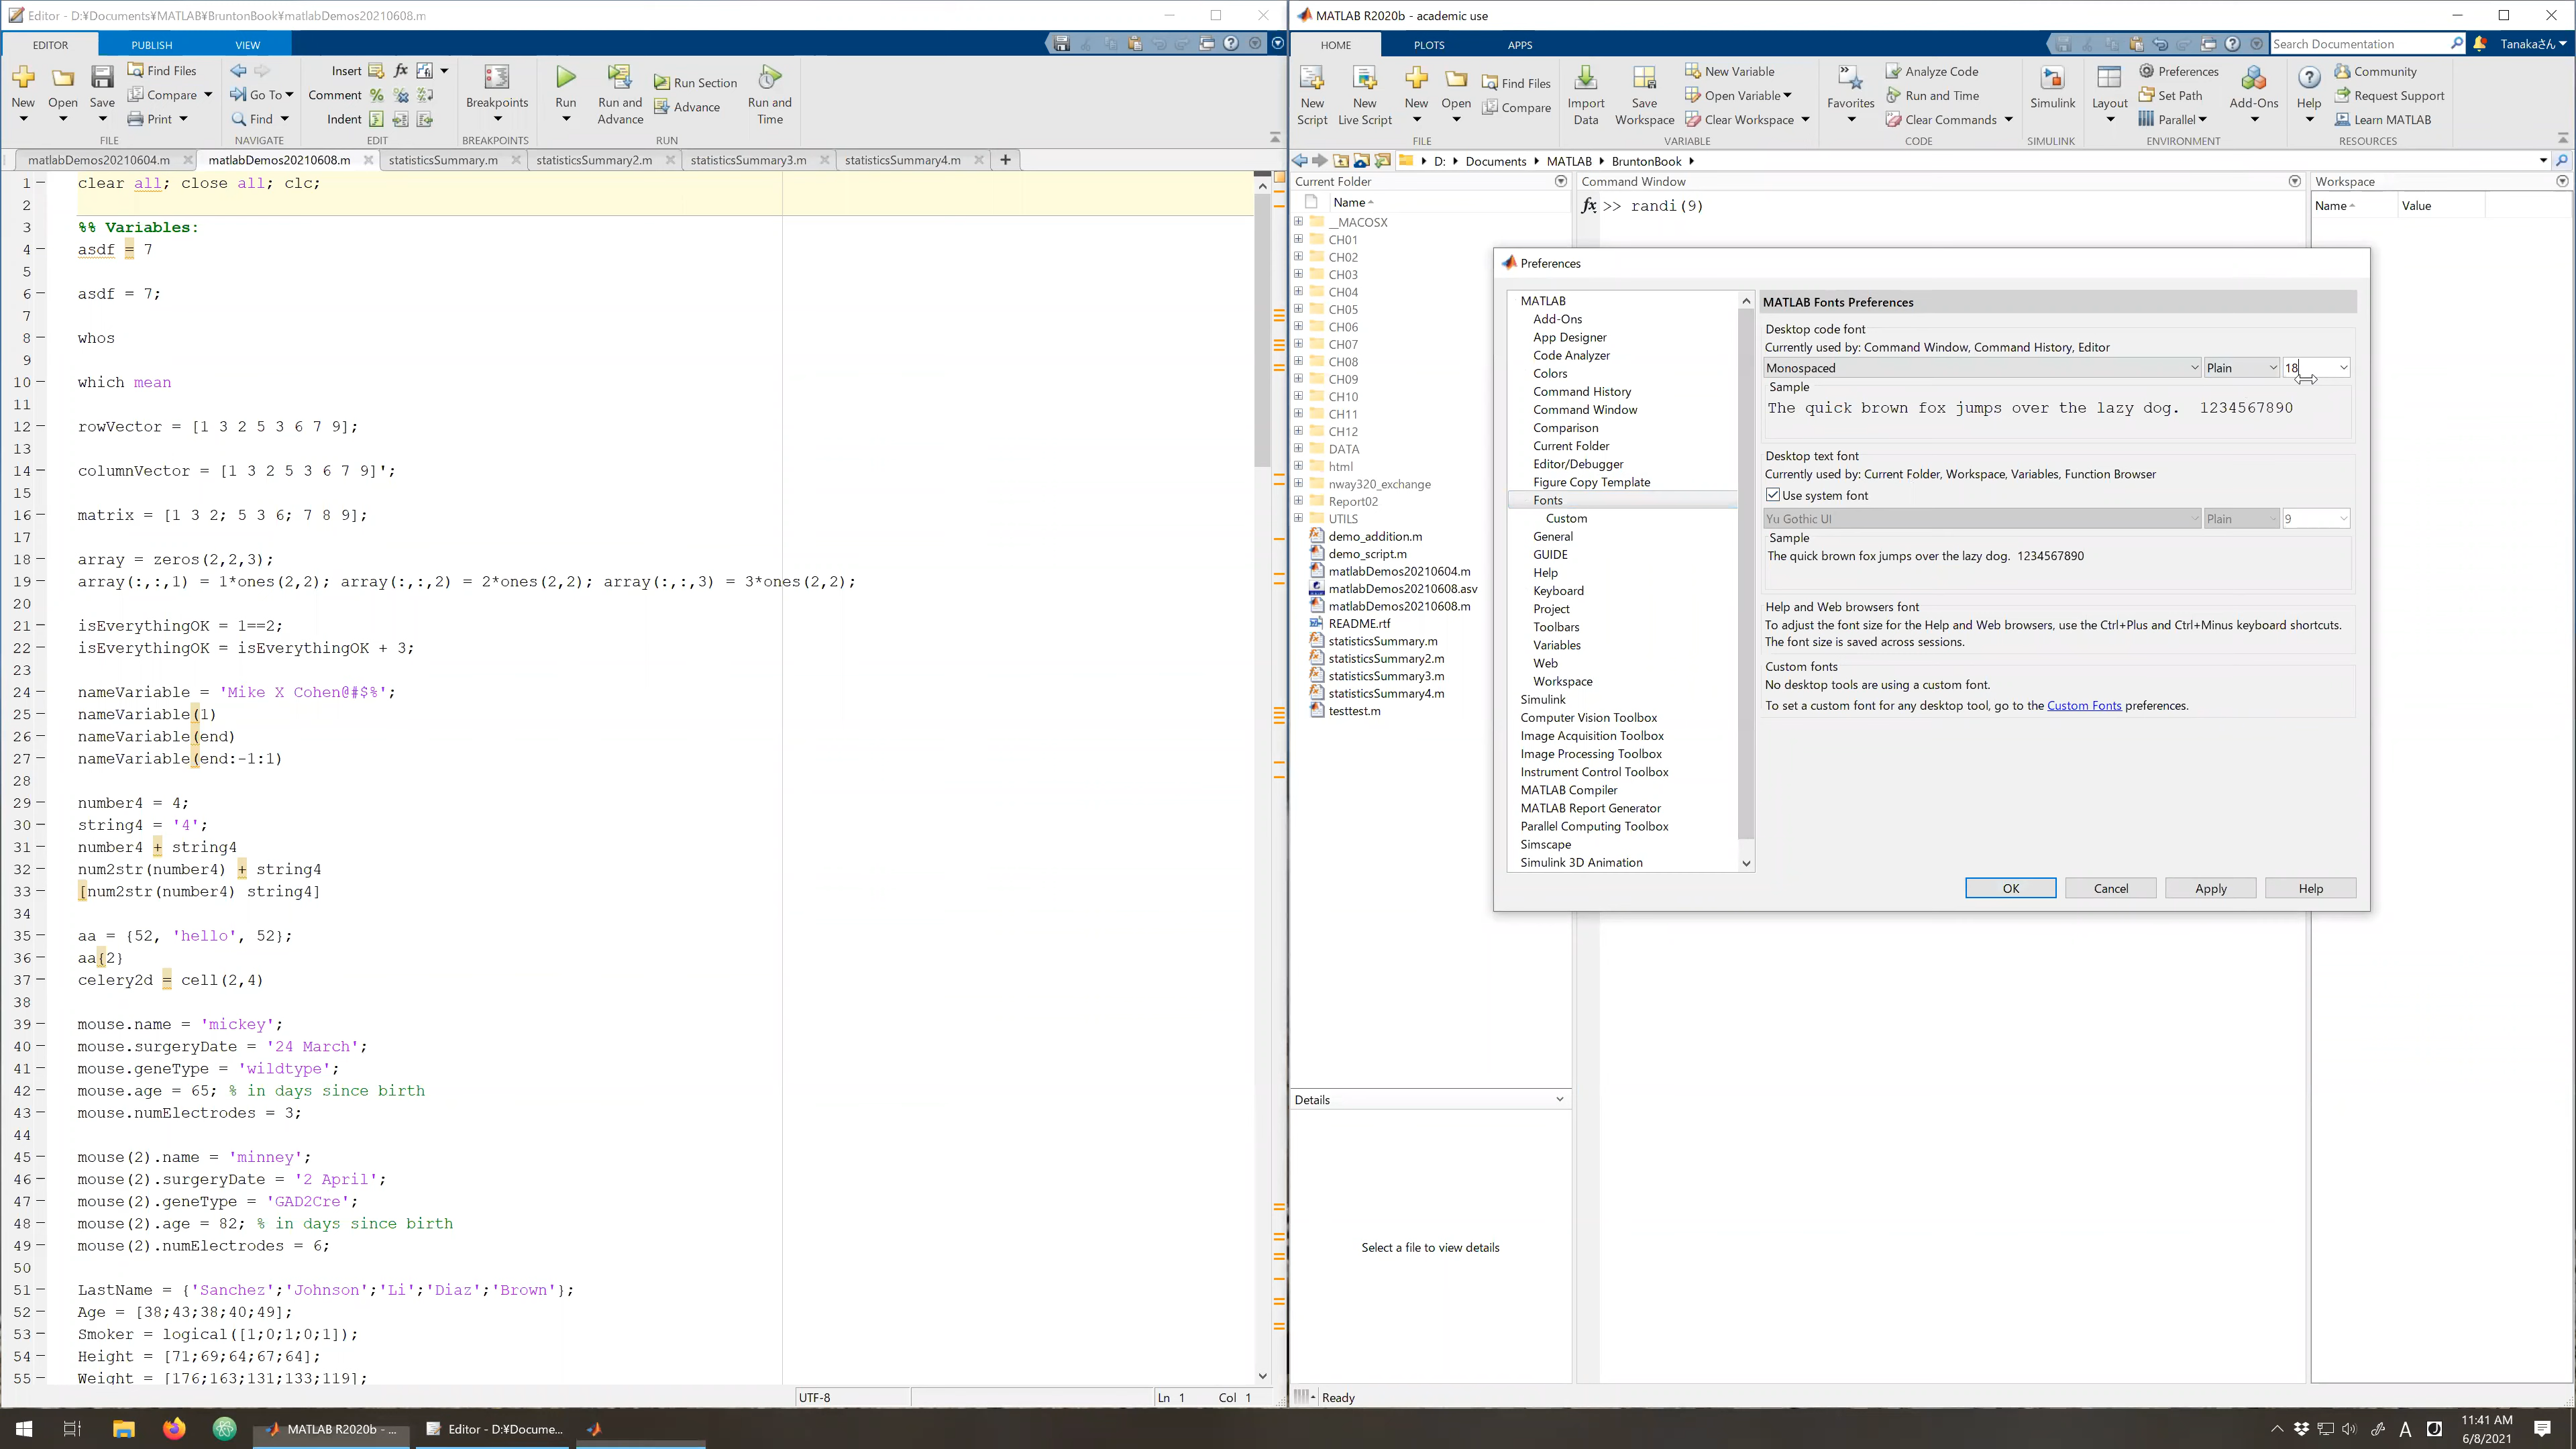 Editor - D:¥Documents¥MATLAB¥BruntonBook¥matlabDemos20210608.m
EDITOR PUBLISH VIEW
New Open Save
Find Files
Compare
Print
FILE
Go To
Find
NAVIGATE
Insert
Comment
Indent
EDIT
Breakpoints
BREAKPOINTS
Run
Run and Advance
Run Section
Advance
Run and Time
RUN
matlabDemos20210604.m matlabDemos20210608.m statisticsSummary.m statisticsSummary2.m statisticsSummary3.m statisticsSummary4.m
1 clear all; close all; clc;
2
3 %% Variables:
4 asdf = 7
5
6 asdf = 7;
7
8 whos
9
10 which mean
11
12 rowVector = [1 3 2 5 3 6 7 9];
13
14 columnVector = [1 3 2 5 3 6 7 9]';
15
16 matrix = [1 3 2; 5 3 6; 7 8 9];
17
18 array = zeros(2,2,3);
19 array(:,:,1) = 1*ones(2,2); array(:,:,2) = 2*ones(2,2); array(:,:,3) = 3*ones(2,2);
20
21 isEverythingOK = 1==2;
22 isEverythingOK = isEverythingOK + 3;
23
24 nameVariable = 'Mike X Cohen@#$%';
25 nameVariable(1)
26 nameVariable(end)
27 nameVariable(end:-1:1)
28
29 number4 = 4;
30 string4 = '4';
31 number4 + string4
32 num2str(number4) + string4
33 [num2str(number4) string4]
34
35 aa = {52, 'hello', 52};
36 aa{2}
37 celery2d = cell(2,4)
38
39 mouse.name = 'mickey';
40 mouse.surgeryDate = '24 March';
41 mouse.geneType = 'wildtype';
42 mouse.age = 65; % in days since birth
43 mouse.numElectrodes = 3;
44
45 mouse(2).name = 'minney';
46 mouse(2).surgeryDate = '2 April';
47 mouse(2).geneType = 'GAD2Cre';
48 mouse(2).age = 82; % in days since birth
49 mouse(2).numElectrodes = 6;
50
51 LastName = {'Sanchez';'Johnson';'Li';'Diaz';'Brown'};
52 Age = [38;43;38;40;49];
53 Smoker = logical([1;0;1;0;1]);
54 Height = [71;69;64;67;64];
55 Weight = [176;163;131;133;119];
UTF-8 Ln 1 Col 1
MATLAB R2020b - academic use
HOME PLOTS APPS
Search Documentation
Tanakaさん
New Script
New Live Script
New
Open
Find Files
Compare
FILE
Import Data
Save Workspace
New Variable
Open Variable
Clear Workspace
VARIABLE
Favorites
Analyze Code
Run and Time
Clear Commands
CODE
Simulink
SIMULINK
Layout
Preferences
Set Path
Parallel
ENVIRONMENT
Add-Ons
Help
Community
Request Support
Learn MATLAB
RESOURCES
D: Documents MATLAB BruntonBook
Current Folder
Name
__MACOSX
CH01
CH02
CH03
CH04
CH05
CH06
CH07
CH08
CH09
CH10
CH11
CH12
DATA
html
nway320_exchange
Report02
UTILS
demo_addition.m
demo_script.m
matlabDemos20210604.m
matlabDemos20210608.asv
matlabDemos20210608.m
README.rtf
statisticsSummary.m
statisticsSummary2.m
statisticsSummary3.m
statisticsSummary4.m
testtest.m
Details
Select a file to view details
Ready
Command Window
fx >> randi(9)
Workspace
Name Value
Preferences
MATLAB
Add-Ons
App Designer
Code Analyzer
Colors
Command History
Command Window
Comparison
Current Folder
Editor/Debugger
Figure Copy Template
Fonts
Custom
General
GUIDE
Help
Keyboard
Project
Toolbars
Variables
Web
Workspace
Simulink
Computer Vision Toolbox
Image Acquisition Toolbox
Image Processing Toolbox
Instrument Control Toolbox
MATLAB Compiler
MATLAB Report Generator
Parallel Computing Toolbox
Simscape
Simulink 3D Animation
MATLAB Fonts Preferences
Desktop code font
Currently used by: Command Window, Command History, Editor
Monospaced Plain 18
Sample
The quick brown fox jumps over the lazy dog. 1234567890
Desktop text font
Currently used by: Current Folder, Workspace, Variables, Function Browser
Use system font
Yu Gothic UI Plain 9
Sample
The quick brown fox jumps over the lazy dog. 1234567890
Help and Web browsers font
To adjust the font size for the Help and Web browsers, use the Ctrl+Plus and Ctrl+Minus keyboard shortcuts.
The font size is saved across sessions.
Custom fonts
No desktop tools are using a custom font.
To set a custom font for any desktop tool, go to the Custom Fonts preferences.
OK Cancel Apply Help
MATLAB R2020b - ...
Editor - D:¥Docume...
A
11:41 AM
6/8/2021